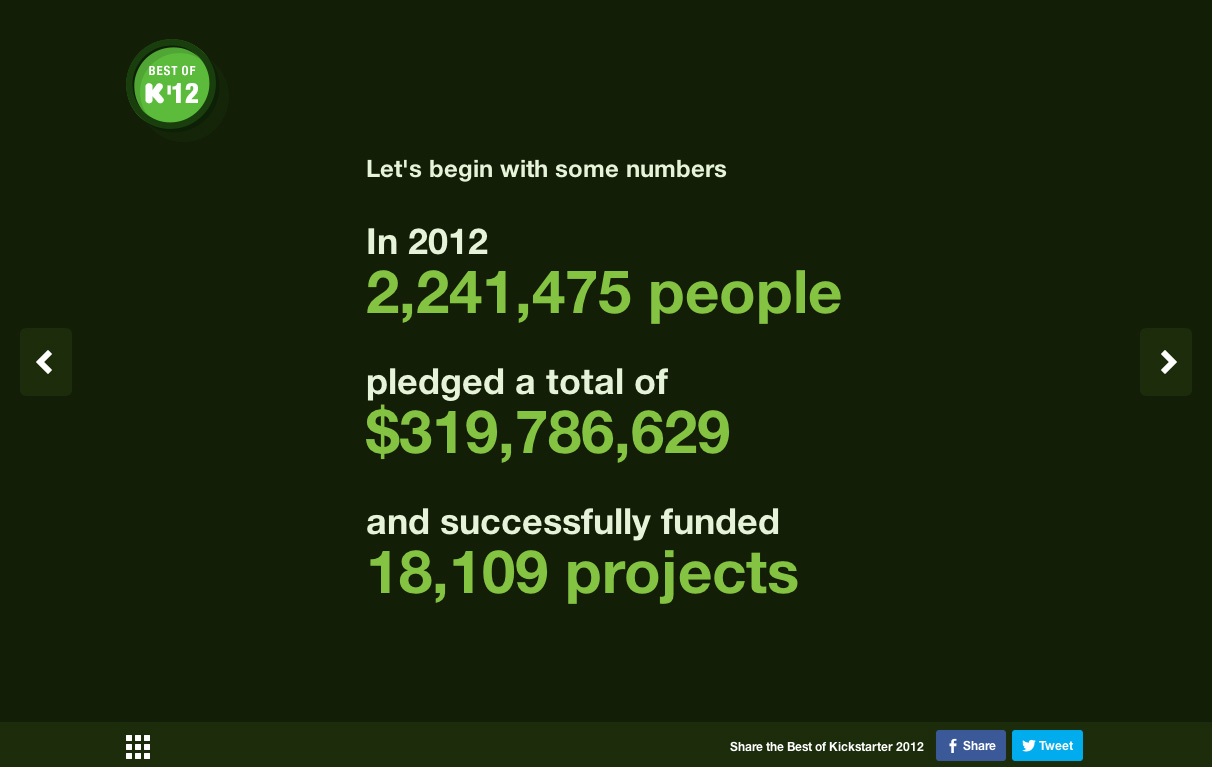 BEST OF
K'12
Let's begin with some numbers
In 2012
2,241,475 people
pledged a total of
$319,786,629
and successfully funded
18,109 projects
Share the Best of Kickstarter 2012
Share
Tweet